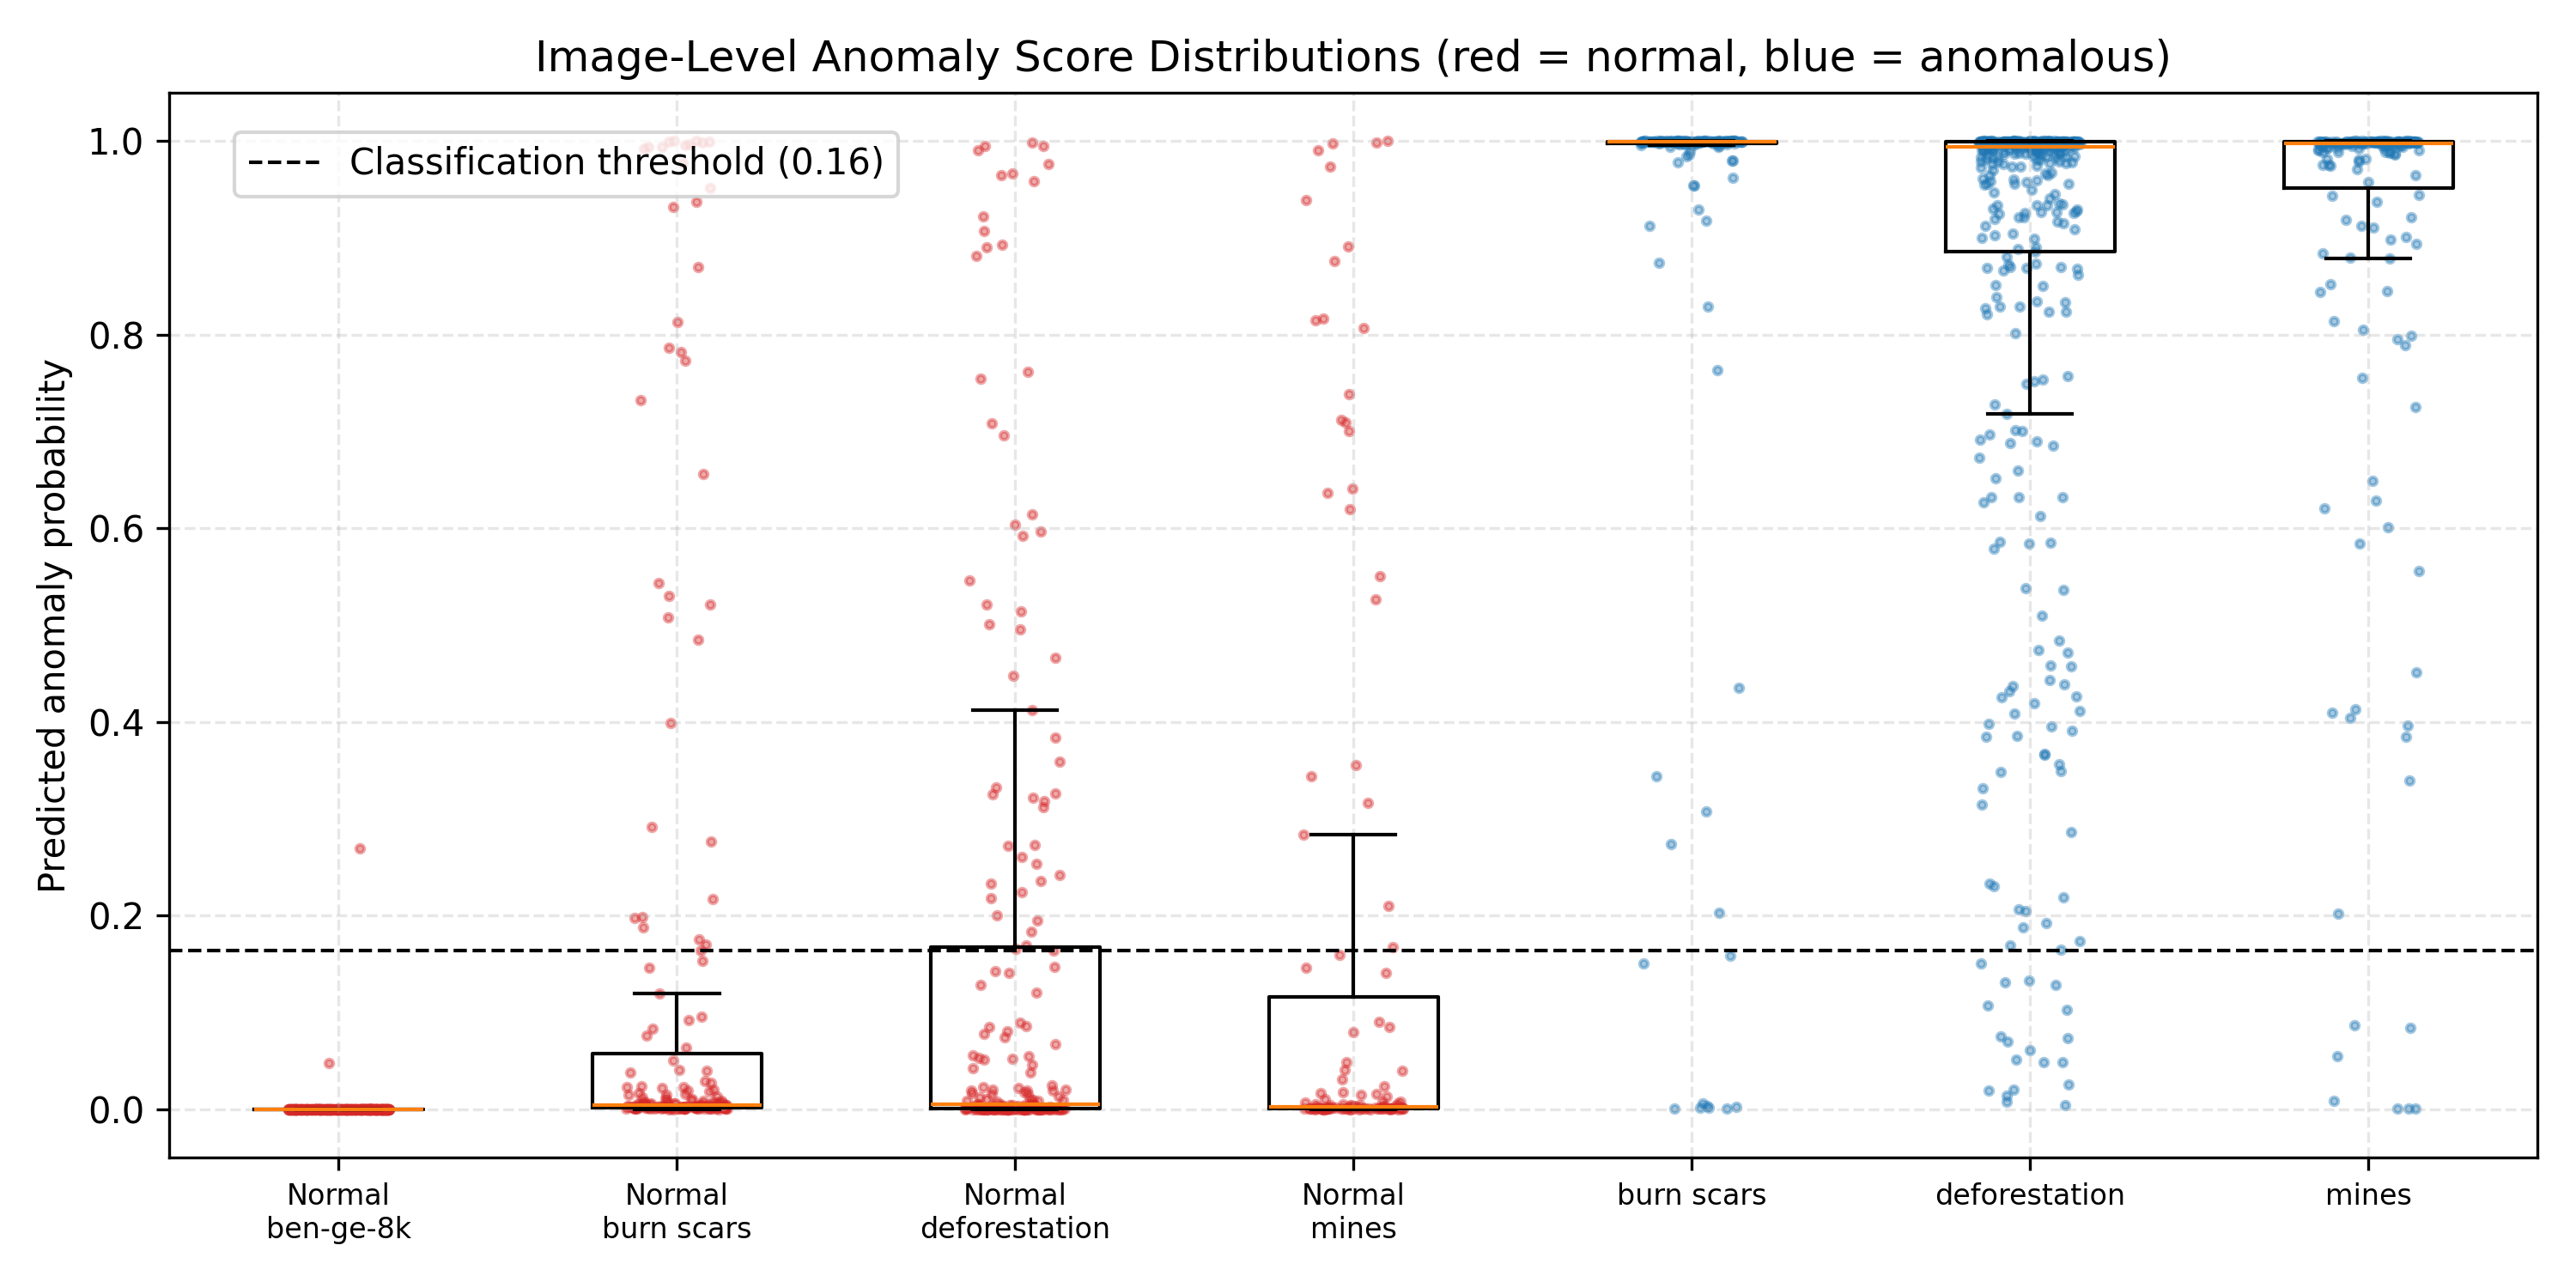 Image-Level Anomaly Score Distributions (red = normal, blue = anomalous)
Classification threshold (0.16)
Predicted anomaly probability
1.0
0.8
0.6
0.4
0.2
0.0
Normal
ben-ge-8k
Normal
burn scars
Normal
deforestation
Normal
mines
burn scars
deforestation
mines